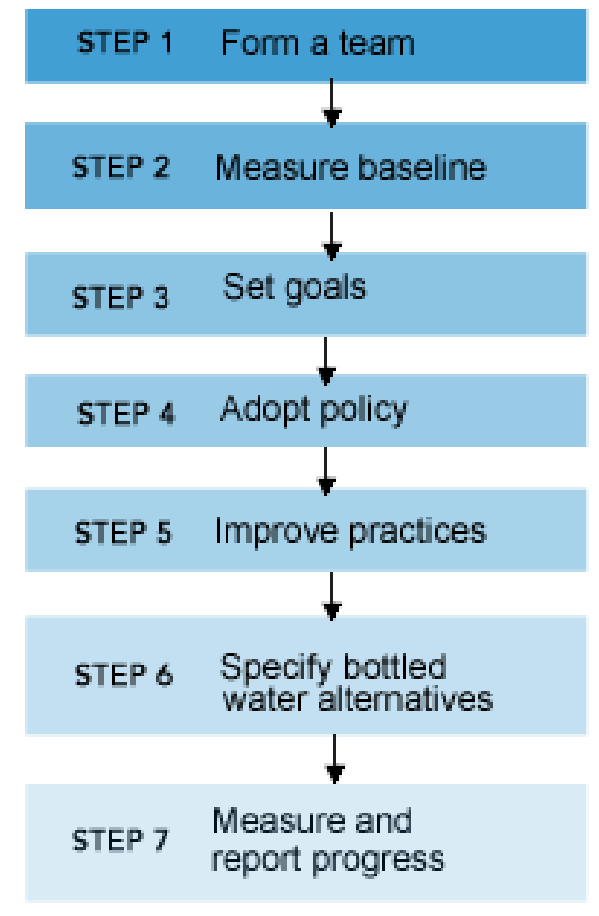 STEP 1 Form a team
STEP 2 Measure baseline
STEP 3 Set goals
STEP 4 Adopt policy
STEP 5 Improve practices
STEP 6 Specify bottled
water alternatives
STEP 7 Measure and
report progress